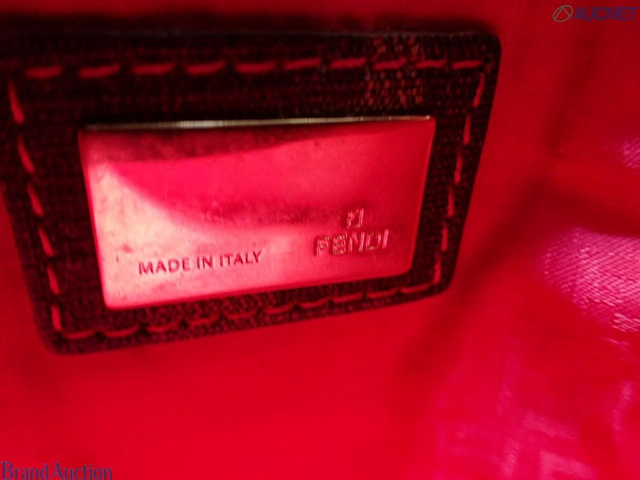 AUCNET
MADE IN ITALY
FENDI
Brand Auction